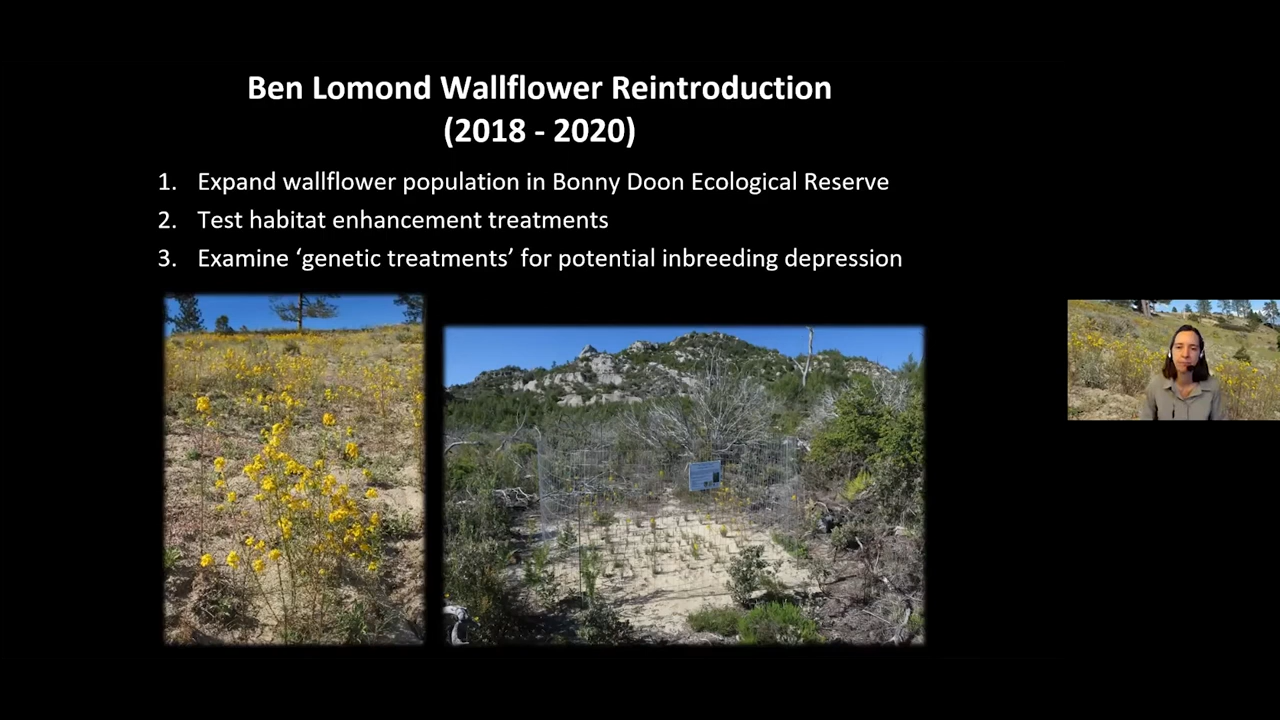 Ben Lomond Wallflower Reintroduction
(2018 - 2020)
1. Expand wallflower population in Bonny Doon Ecological Reserve
2. Test habitat enhancement treatments
3. Examine ‘genetic treatments’ for potential inbreeding depression